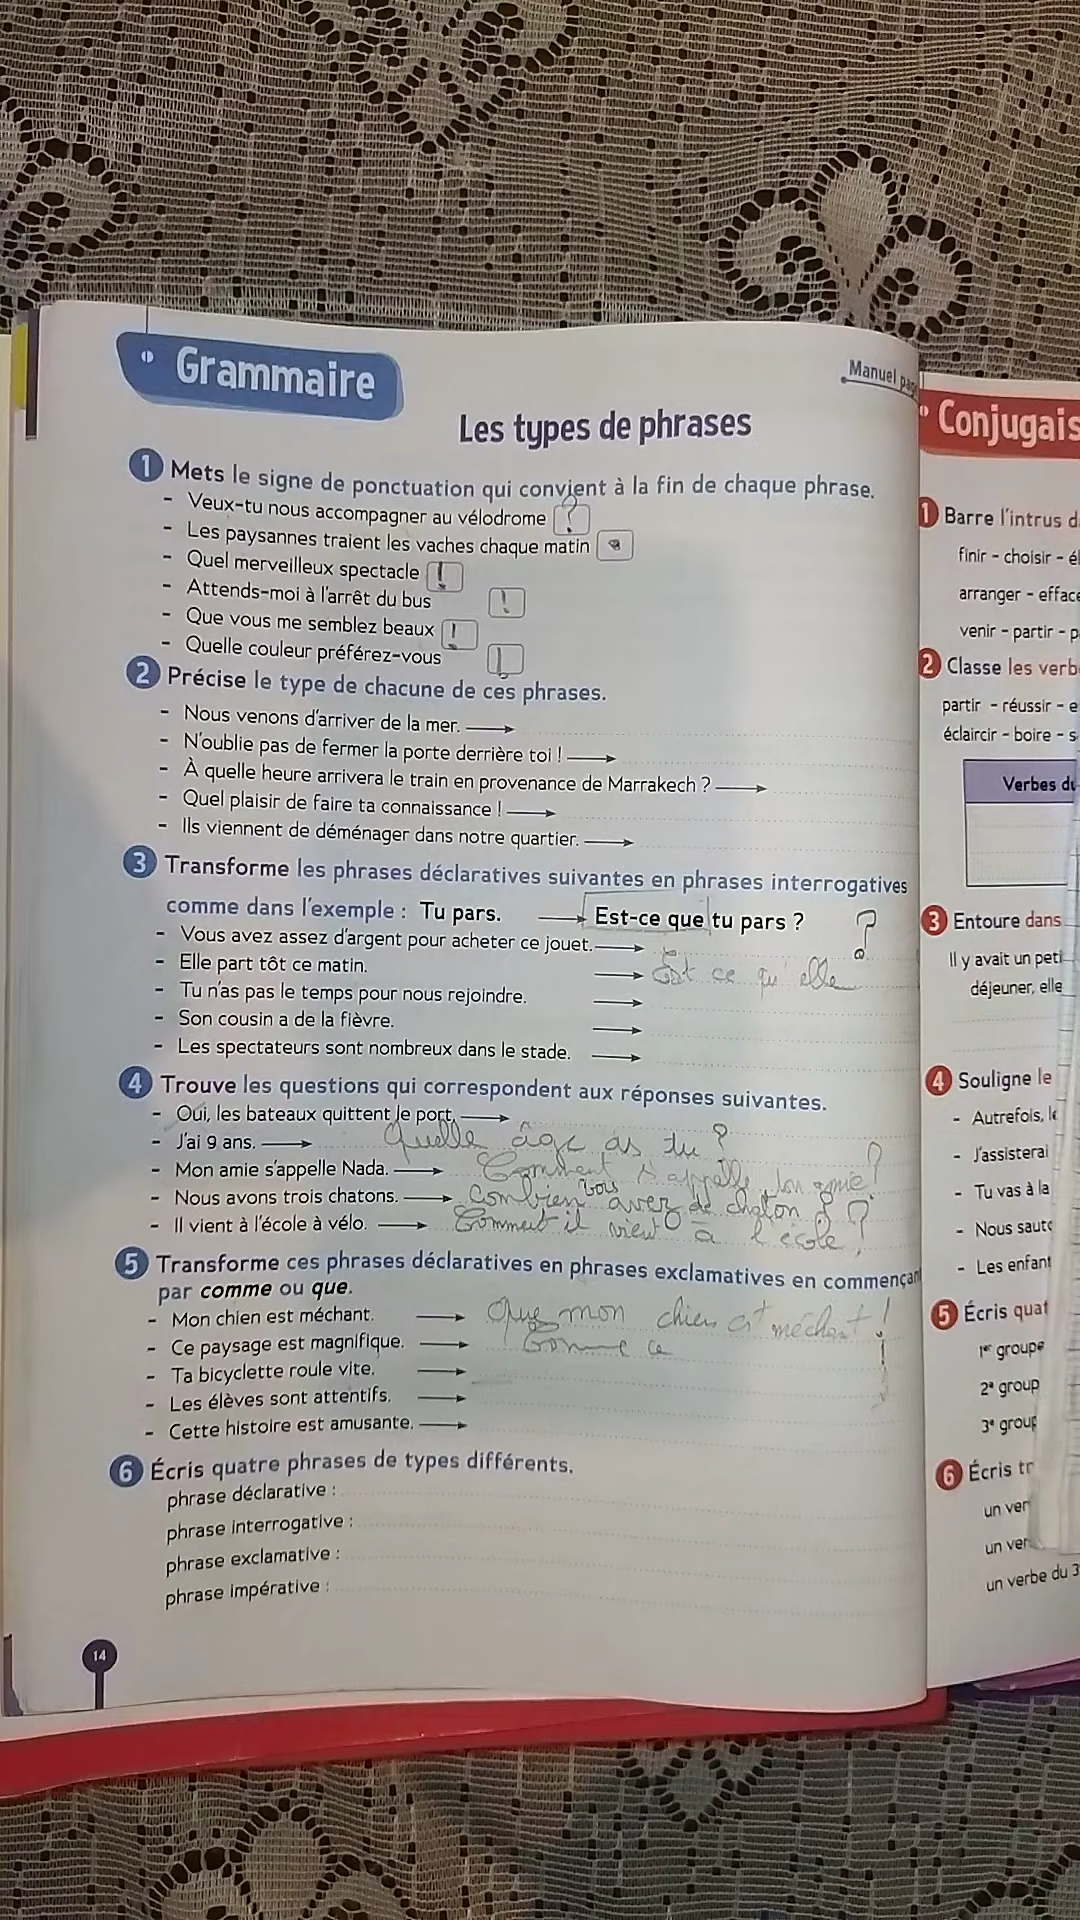 Grammaire
Manuel
Les types de phrases
1 Mets le signe de ponctuation qui convient à la fin de chaque phrase.
- Veux-tu nous accompagner au vélodrome ?
- Les paysannes traient les vaches chaque matin .
- Quel merveilleux spectacle !
- Attends-moi à l'arrêt du bus !
- Que vous me semblez beaux !
- Quelle couleur préférez-vous
2 Précise le type de chacune de ces phrases.
- Nous venons d'arriver de la mer. →
- N'oublie pas de fermer la porte derrière toi ! →
- À quelle heure arrivera le train en provenance de Marrakech ? →
- Quel plaisir de faire ta connaissance ! →
- Ils viennent de déménager dans notre quartier. →
3 Transforme les phrases déclaratives suivantes en phrases interrogatives
comme dans l'exemple : Tu pars. → Est-ce que tu pars ? ?
- Vous avez assez d'argent pour acheter ce jouet. →
- Elle part tôt ce matin. → Est ce qu'elle
- Tu n'as pas le temps pour nous rejoindre. →
- Son cousin a de la fièvre. →
- Les spectateurs sont nombreux dans le stade. →
4 Trouve les questions qui correspondent aux réponses suivantes.
- Oui, les bateaux quittent le port. →
- J'ai 9 ans. → Quelle âge as tu ?
- Mon amie s'appelle Nada. → Comment s'appelle ton amie ?
- Nous avons trois chatons. → Combien vous avez de chaton ?
- Il vient à l'école à vélo. → Comment il vient à l'école ?
5 Transforme ces phrases déclaratives en phrases exclamatives en commençan
par comme ou que.
- Mon chien est méchant. → Que mon chien est méchant !
- Ce paysage est magnifique. → Comme ce !
- Ta bicyclette roule vite. →
- Les élèves sont attentifs. →
- Cette histoire est amusante. →
6 Écris quatre phrases de types différents.
phrase déclarative :
phrase interrogative :
phrase exclamative :
phrase impérative :
14
Conjugais
1 Barre l'intrus d
finir - choisir - él
arranger - efface
venir - partir - p
2 Classe les verb
partir - réussir - e
éclaircir - boire - s
Verbes du
3 Entoure dans
Il y avait un peti
déjeuner, elle
4 Souligne le
- Autrefois, le
- J'assisterai
- Tu vas à la
- Nous saute
- Les enfant
5 Écris quat
1er groupe
2e group
3e group
6 Écris tr
un ver
un ver
un verbe du 3